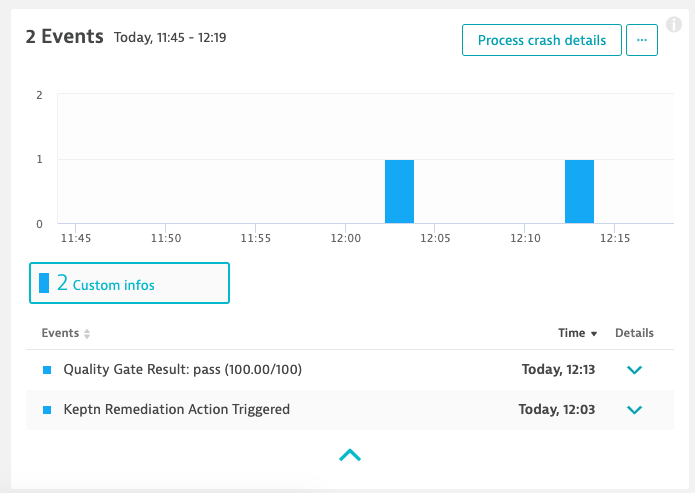 2 Events Today, 11:45 - 12:19
Process crash details ...
i
2
1
0
11:45 11:50 11:55 12:00 12:05 12:10 12:15
2 Custom infos
Events Time Details
Quality Gate Result: pass (100.00/100) Today, 12:13
Keptn Remediation Action Triggered Today, 12:03